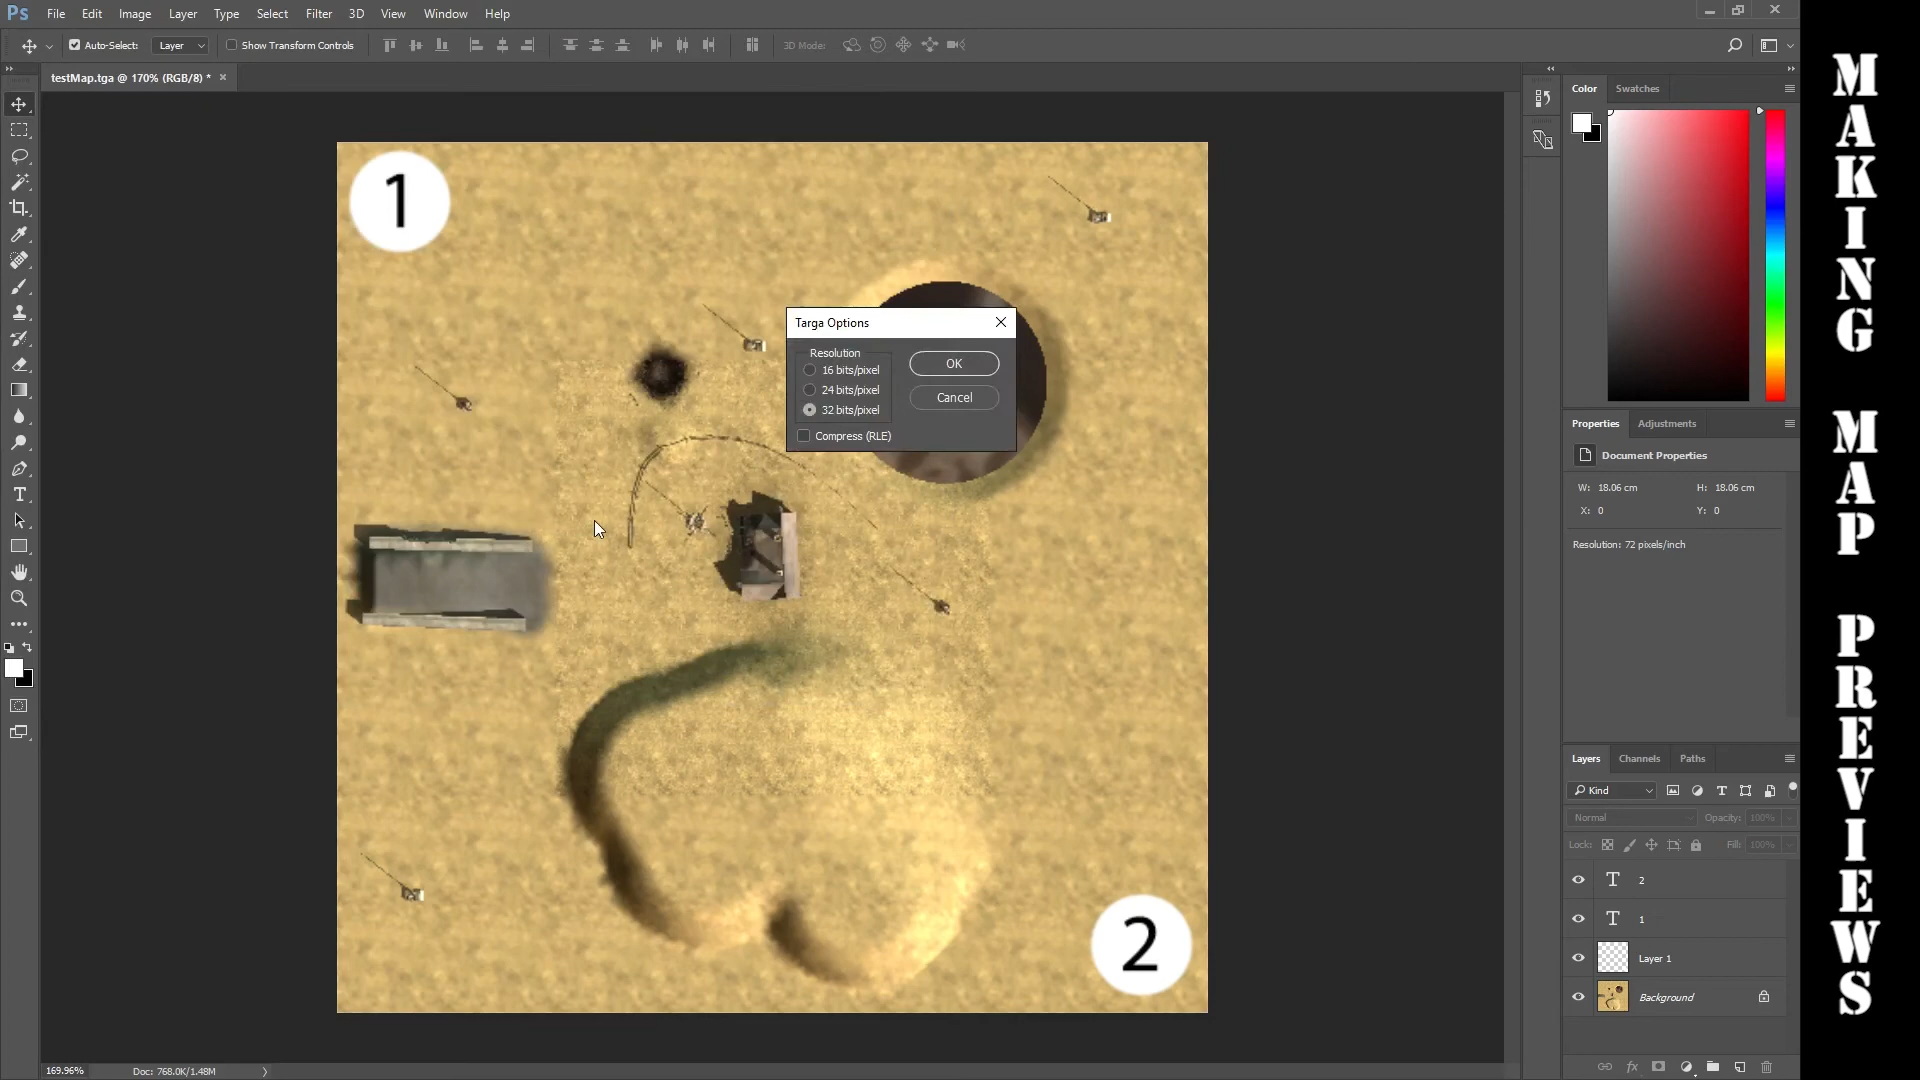 Ps File Edit Image Layer Type Select Filter 3D View Window Help
Auto-Select: Layer Show Transform Controls 3D Mode:
testMap.tga @ 170% (RGB/8) *
1
2
Targa Options
Resolution
16 bits/pixel
24 bits/pixel
32 bits/pixel
Compress (RLE)
OK
Cancel
Color Swatches
Properties Adjustments
Document Properties
W: 18.06 cm H: 18.06 cm
X: 0 Y: 0
Resolution: 72 pixels/inch
Layers Channels Paths
Kind
Normal Opacity: 100%
Lock: Fill: 100%
T 2
T 1
Layer 1
Background
169.96% Doc: 768.0K/1.48M
MAKING MAP PREVIEWS